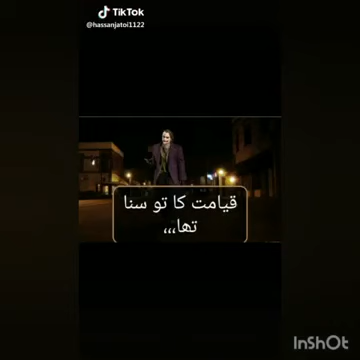 TikTok
@hassanjatoi1122
قیامت کا تو سنا
تھا،،،
InShOt